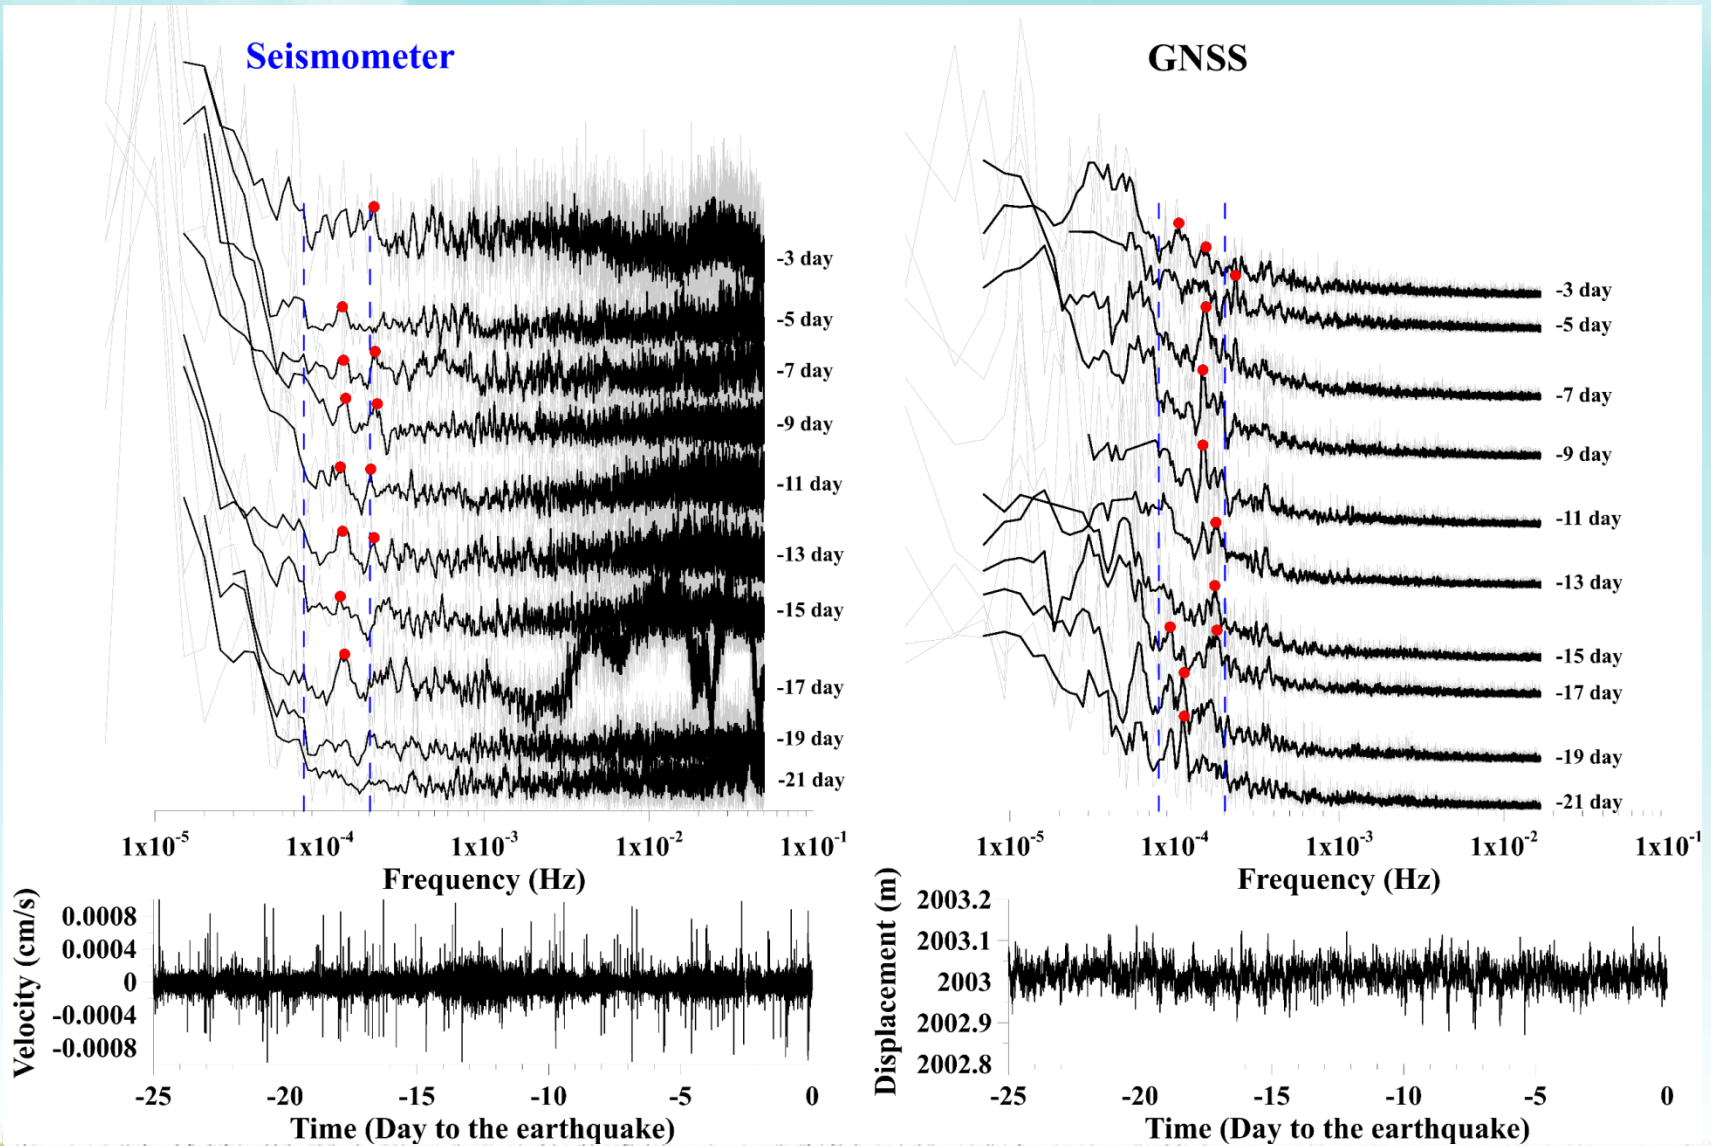 Seismometer
-3 day
-5 day
-7 day
-9 day
-11 day
-13 day
-15 day
-17 day
-19 day
-21 day
1x10-5
1x10-4
1x10-3
1x10-2
1x10-1
Frequency (Hz)
GNSS
-3 day
-5 day
-7 day
-9 day
-11 day
-13 day
-15 day
-17 day
-19 day
-21 day
1x10-5
1x10-4
1x10-3
1x10-2
1x10-1
Frequency (Hz)
Velocity (cm/s)
0.0008
0.0004
0
-0.0004
-0.0008
-25
-20
-15
-10
-5
0
Time (Day to the earthquake)
Displacement (m)
2003.2
2003.1
2003
2002.9
2002.8
-25
-20
-15
-10
-5
0
Time (Day to the earthquake)